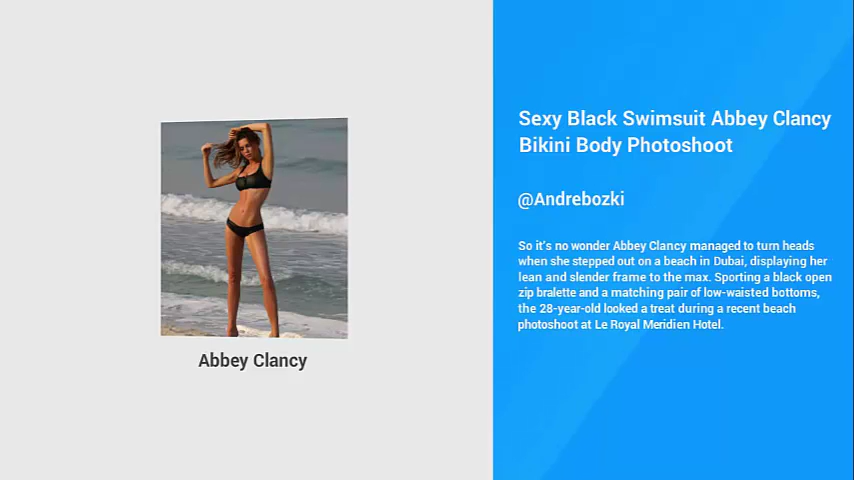 Sexy Black Swimsuit Abbey Clancy
Bikini Body Photoshoot
@Andrebozki
So it's no wonder Abbey Clancy managed to turn heads
when she stepped out on a beach in Dubai, displaying her
lean and slender frame to the max. Sporting a black open
zip bralette and a matching pair of low-waisted bottoms,
the 28-year-old looked a treat during a recent beach
photoshoot at Le Royal Meridien Hotel.
Abbey Clancy